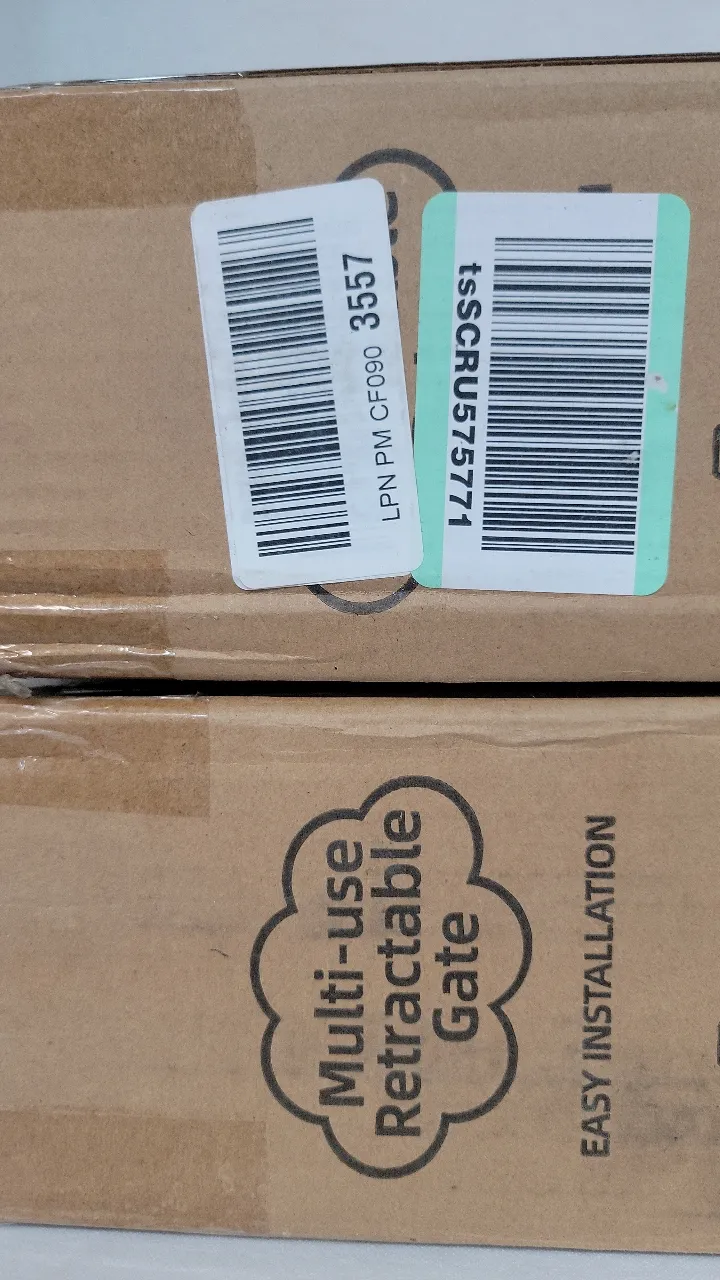 LPN PM CF090 3557
tsSCRU575771
Multi-use
Retractable
Gate
EASY INSTALLATION